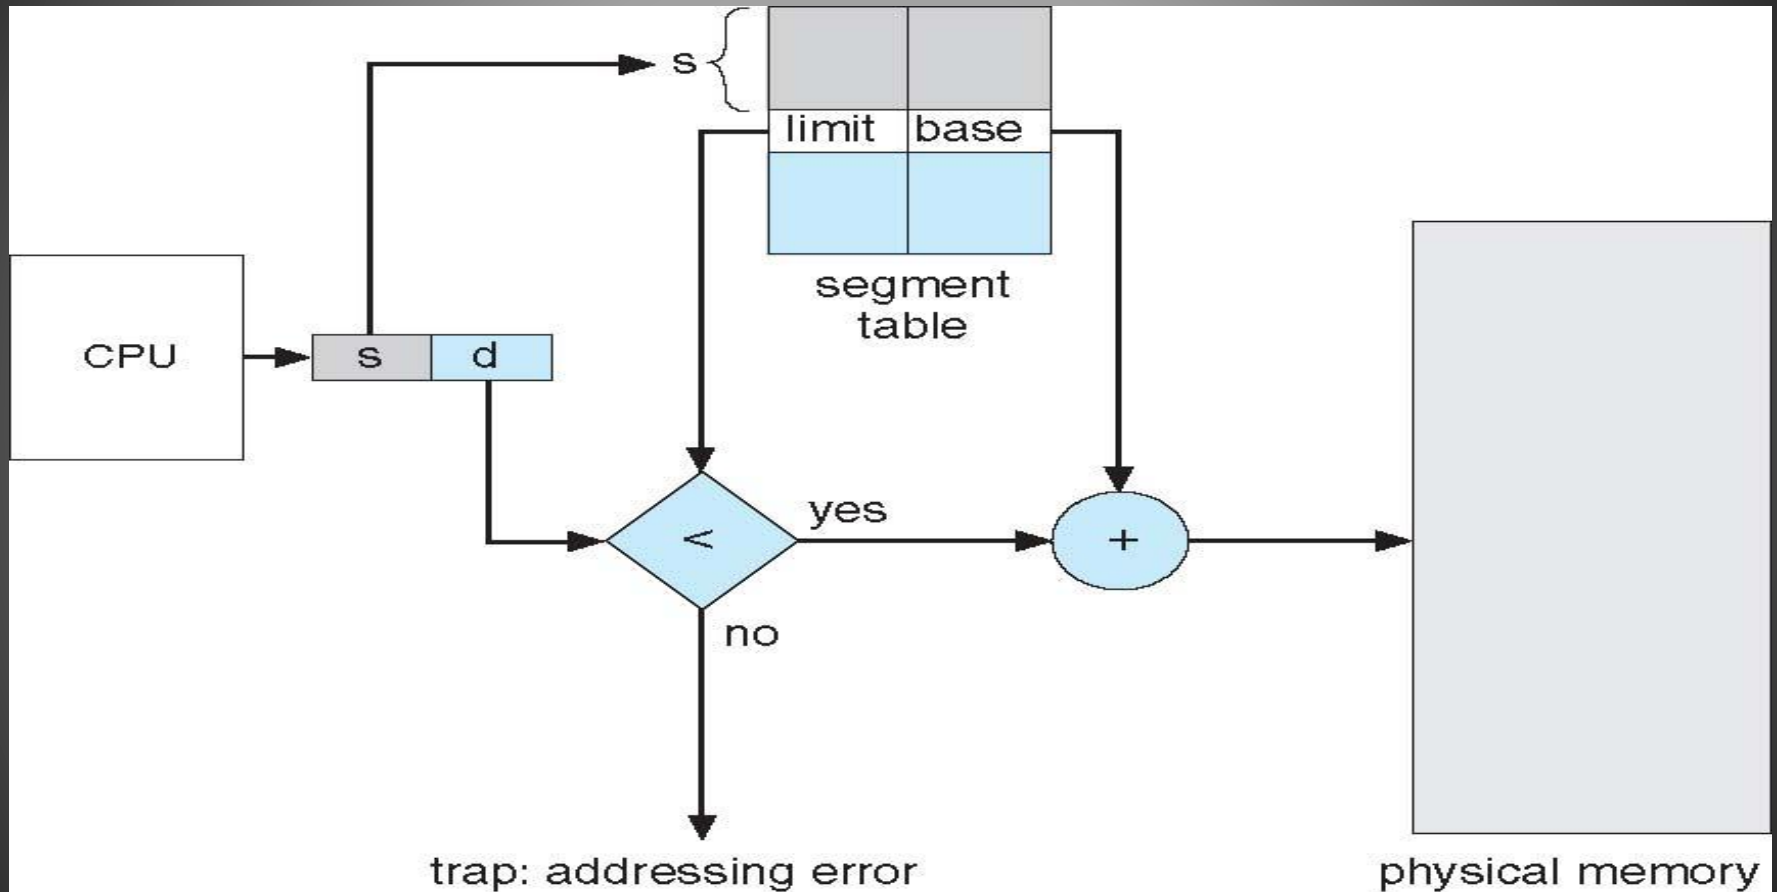 s
limit base
segment
table
CPU
s d
<
yes
+
no
trap: addressing error
physical memory